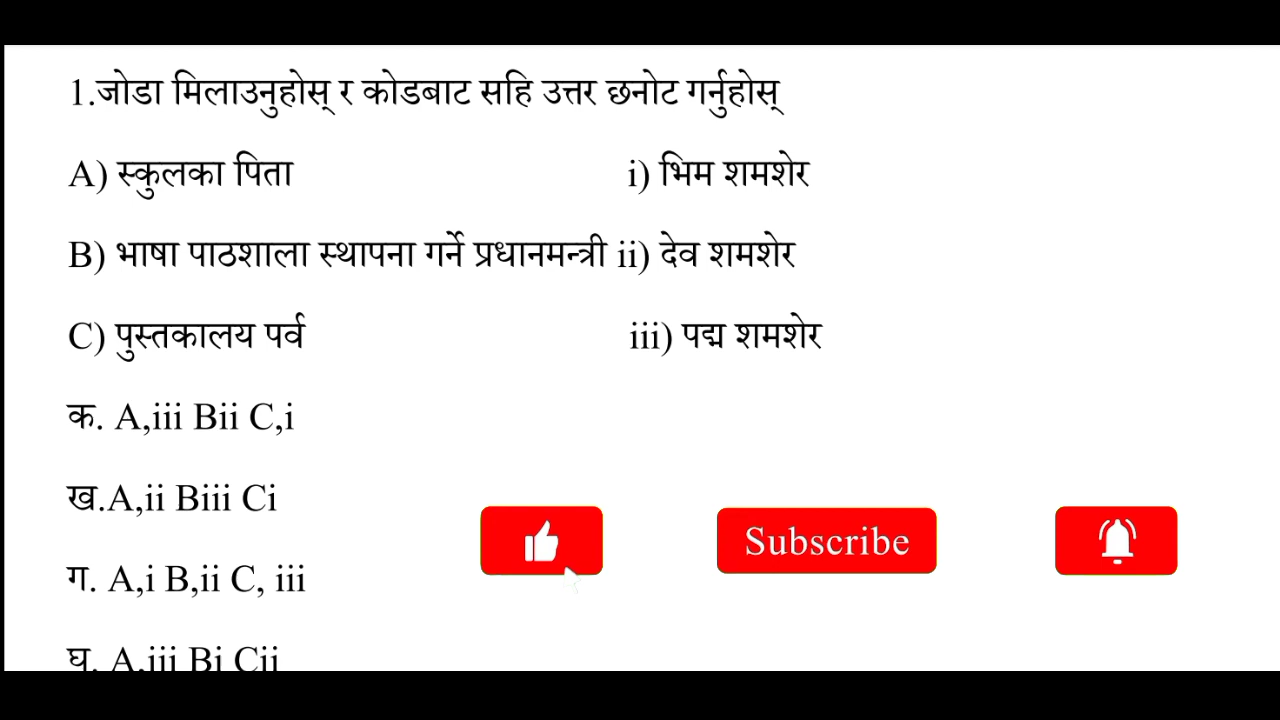 1.जोडा मिलाउनुहोस् र कोडबाट सहि उत्तर छनोट गर्नुहोस्
A) स्कुलका पिता i) भिम शमशेर
B) भाषा पाठशाला स्थापना गर्ने प्रधानमन्त्री ii) देव शमशेर
C) पुस्तकालय पर्व iii) पद्म शमशेर
क. A,iii Bii C,i
ख.A,ii Biii Ci
ग. A,i B,ii C, iii
घ. A,iii Bi Cii
Subscribe